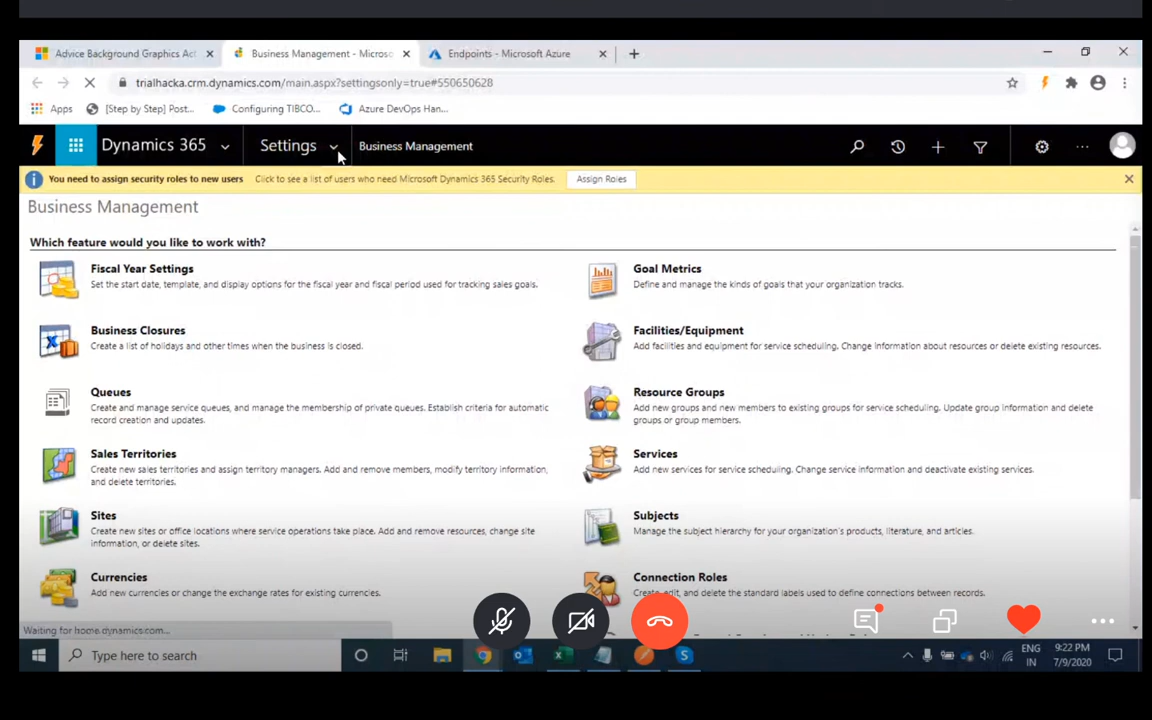 Advice Background Graphics Act
Business Management - Microso
Endpoints - Microsoft Azure
trialhacka.crm.dynamics.com/main.aspx?settingsonly=true#550650628
Apps
[Step by Step] Post...
Configuring TIBCO...
Azure DevOps Han...
Dynamics 365
Settings
Business Management
You need to assign security roles to new users
Click to see a list of users who need Microsoft Dynamics 365 Security Roles.
Assign Roles
Business Management
Which feature would you like to work with?
Fiscal Year Settings
Set the start date, template, and display options for the fiscal year and fiscal period used for tracking sales goals.
Goal Metrics
Define and manage the kinds of goals that your organization tracks.
Business Closures
Create a list of holidays and other times when the business is closed.
Facilities/Equipment
Add facilities and equipment for service scheduling. Change information about resources or delete existing resources.
Queues
Create and manage service queues, and manage the membership of private queues. Establish criteria for automatic
record creation and updates.
Resource Groups
Add new groups and new members to existing groups for service scheduling. Update group information and delete
groups or group members.
Sales Territories
Create new sales territories and assign territory managers. Add and remove members, modify territory information,
and delete territories.
Services
Add new services for service scheduling. Change service information and deactivate existing services.
Sites
Create new sites or office locations where service operations take place. Add and remove resources, change site
information, or delete sites.
Subjects
Manage the subject hierarchy for your organization's products, literature, and articles.
Currencies
Add new currencies or change the exchange rates for existing currencies.
Connection Roles
Create, edit, and delete the standard labels used to define connections between records.
Waiting for home.dynamics.com...
Type here to search
ENG
IN
9:22 PM
7/9/2020